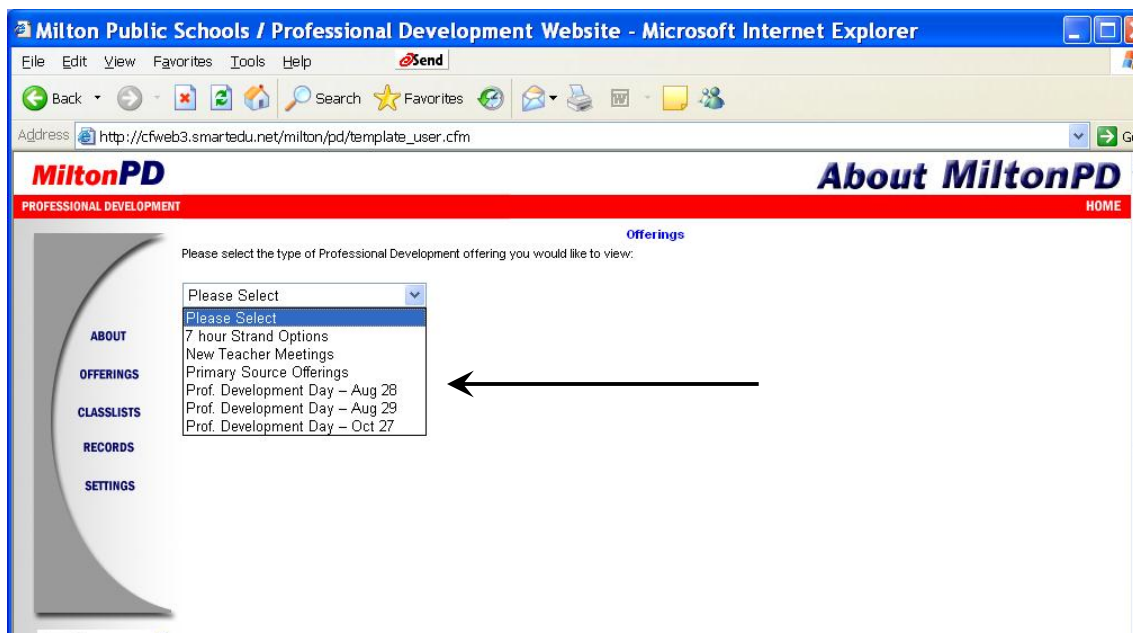 Milton Public Schools / Professional Development Website - Microsoft Internet Explorer
File Edit View Favorites Tools Help Send
Back Search Favorites
Address http://cfweb3.smartedu.net/milton/pd/template_user.cfm
MiltonPD About MiltonPD
PROFESSIONAL DEVELOPMENT HOME
Offerings
Please select the type of Professional Development offering you would like to view:
Please Select
Please Select
7 hour Strand Options
New Teacher Meetings
Primary Source Offerings
Prof. Development Day – Aug 28
Prof. Development Day – Aug 29
Prof. Development Day – Oct 27
ABOUT
OFFERINGS
CLASSLISTS
RECORDS
SETTINGS